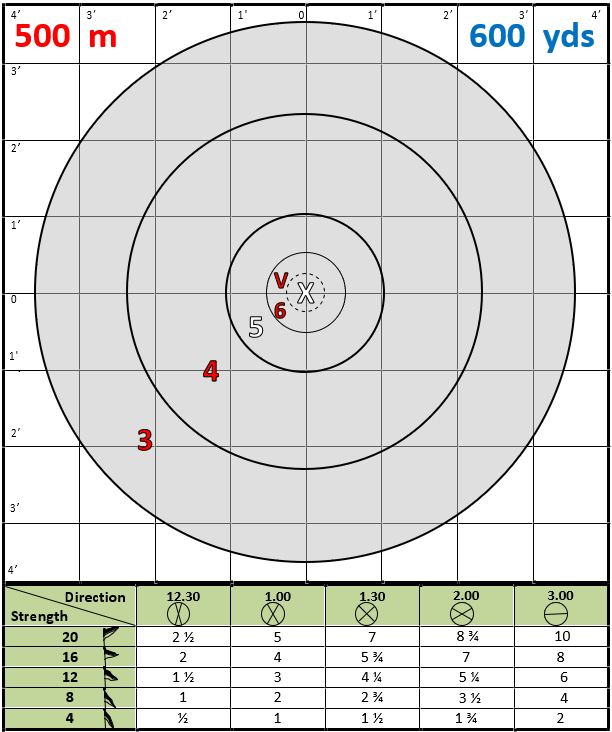 4′ 3′ 2′ 1′ 0 1′ 2′ 3′ 4′
500 m 600 yds
3′
2′
1′
V
0 X
6
5
1'
4
2′
3
3′
4′
Direction 12.30 1.00 1.30 2.00 3.00
Strength
20 2 ½ 5 7 8 ¾ 10
16 2 4 5 ¾ 7 8
12 1 ½ 3 4 ¼ 5 ¼ 6
8 1 2 2 ¾ 3 ½ 4
4 ½ 1 1 ½ 1 ¾ 2